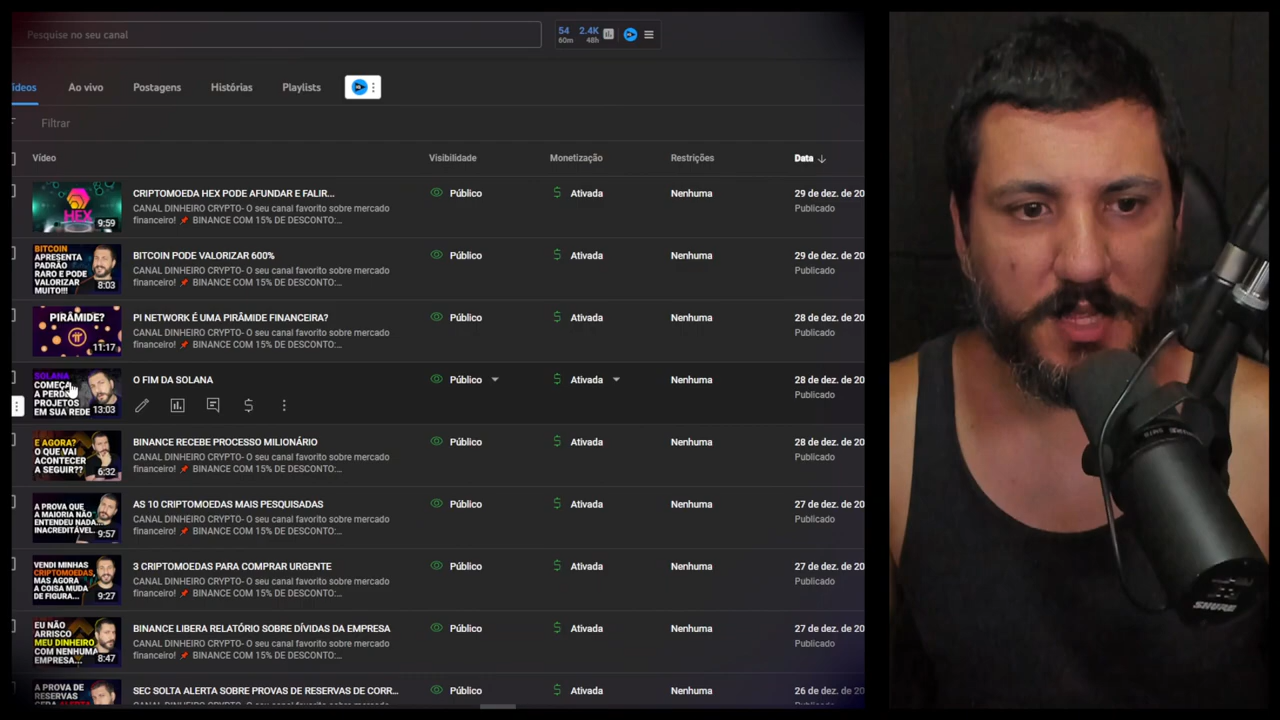 Pesquise no seu canal
54 2.4K
60m 48h
ídeos Ao vivo Postagens Histórias Playlists
Filtrar
Vídeo Visibilidade Monetização Restrições Data
HEX
9:59
CRIPTOMOEDA HEX PODE AFUNDAR E FALIR...
CANAL DINHEIRO CRYPTO- O seu canal favorito sobre mercado
financeiro! 📌 BINANCE COM 15% DE DESCONTO:...
Público Ativada Nenhuma 29 de dez. de 20
Publicado
BITCOIN
APRESENTA
PADRÃO
RARO E PODE
VALORIZAR
MUITO!!!
8:03
BITCOIN PODE VALORIZAR 600%
CANAL DINHEIRO CRYPTO- O seu canal favorito sobre mercado
financeiro! 📌 BINANCE COM 15% DE DESCONTO:...
Público Ativada Nenhuma 29 de dez. de 20
Publicado
PIRÂMIDE?
11:17
PI NETWORK É UMA PIRÂMIDE FINANCEIRA?
CANAL DINHEIRO CRYPTO- O seu canal favorito sobre mercado
financeiro! 📌 BINANCE COM 15% DE DESCONTO:...
Público Ativada Nenhuma 28 de dez. de 20
Publicado
SOLANA
COMEÇA
A PERDE
PROJETOS
EM SUA REDE
13:03
O FIM DA SOLANA
Público Ativada Nenhuma 28 de dez. de 20
Publicado
E AGORA?
O QUE VAI
ACONTECER
A SEGUIR??
6:32
BINANCE RECEBE PROCESSO MILIONÁRIO
CANAL DINHEIRO CRYPTO- O seu canal favorito sobre mercado
financeiro! 📌 BINANCE COM 15% DE DESCONTO:...
Público Ativada Nenhuma 28 de dez. de 20
Publicado
A PROVA QUE
A MAIORIA NÃO
ENTENDEU NADA...
INACREDITÁVEL...
9:57
AS 10 CRIPTOMOEDAS MAIS PESQUISADAS
CANAL DINHEIRO CRYPTO- O seu canal favorito sobre mercado
financeiro! 📌 BINANCE COM 15% DE DESCONTO:...
Público Ativada Nenhuma 27 de dez. de 20
Publicado
VENDI MINHAS
CRIPTOMOEDAS,
MAS AGORA
A COISA MUDA
DE FIGURA...
9:27
3 CRIPTOMOEDAS PARA COMPRAR URGENTE
CANAL DINHEIRO CRYPTO- O seu canal favorito sobre mercado
financeiro! 📌 BINANCE COM 15% DE DESCONTO:...
Público Ativada Nenhuma 27 de dez. de 20
Publicado
EU NÃO
ARRISCO
MEU DINHEIRO
COM NENHUMA
EMPRESA...
8:47
BINANCE LIBERA RELATÓRIO SOBRE DÍVIDAS DA EMPRESA
CANAL DINHEIRO CRYPTO- O seu canal favorito sobre mercado
financeiro! 📌 BINANCE COM 15% DE DESCONTO:...
Público Ativada Nenhuma 27 de dez. de 20
Publicado
A PROVA DE
RESERVAS
SEC SOLTA ALERTA SOBRE PROVAS DE RESERVAS DE CORR...
Público Ativada Nenhuma 26 de dez. de 20
SHURE